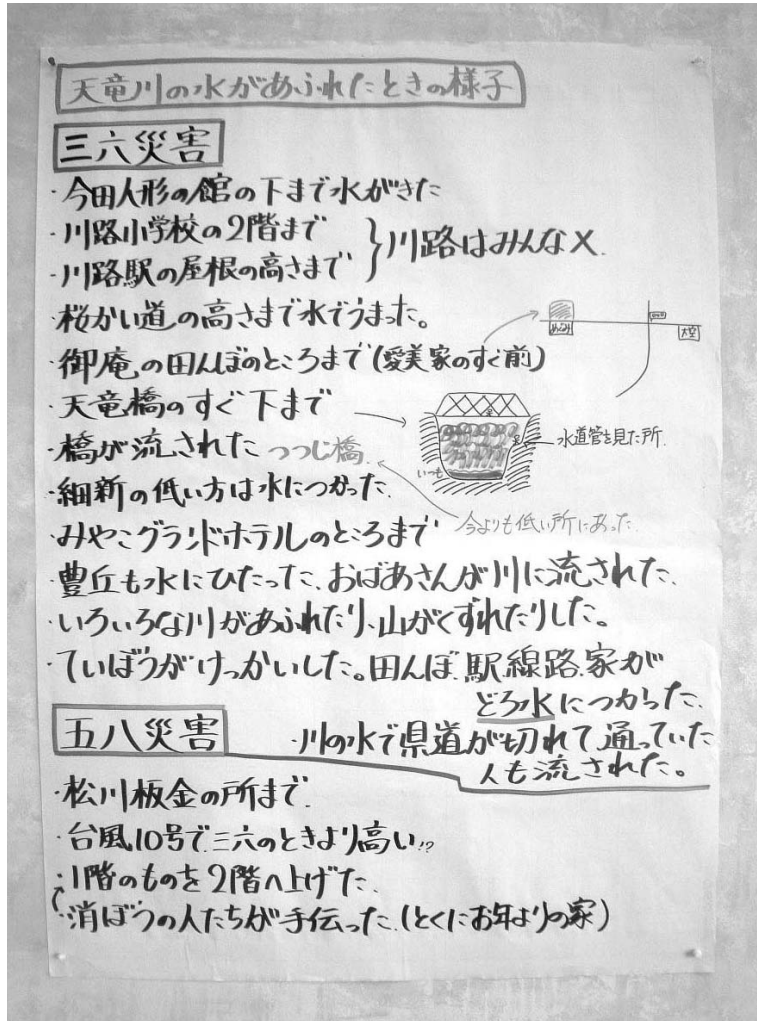 天竜川の水があふれたときの様子
三六災害
・今田人形の館の下まで水がきた
・川路小学校の2階まで
・川路駅の屋根の高さまで
川路はみんな×.
・桜かい道の高さまで水でうまった。
・御庵の田んぼのところまで(愛美家のすぐ前)
めぐみ
大空
・天竜橋のすぐ下まで
水道管を見た所.
いつも
・橋が流された つつじ橋.
・細新の低い方は水につかった.
今よりも低い所にあった.
・みやこグランドホテルのところまで
・豊丘も水にひたった、おばあさんが川に流された.
・いろいろな川があふれたり、山がくずれたりした。
・ていぼうがけっかいした。田んぼ.駅.線路.家が
どろ水につかった.
・川の水で県道が切れて、通っていた
人も流された。
五八災害
・松川板金の所まで.
・台風10号で.三六のときより高い!?
・1階のものを2階へ上げた.
・消ぼうの人たちが手伝った.(とくにお年よりの家)